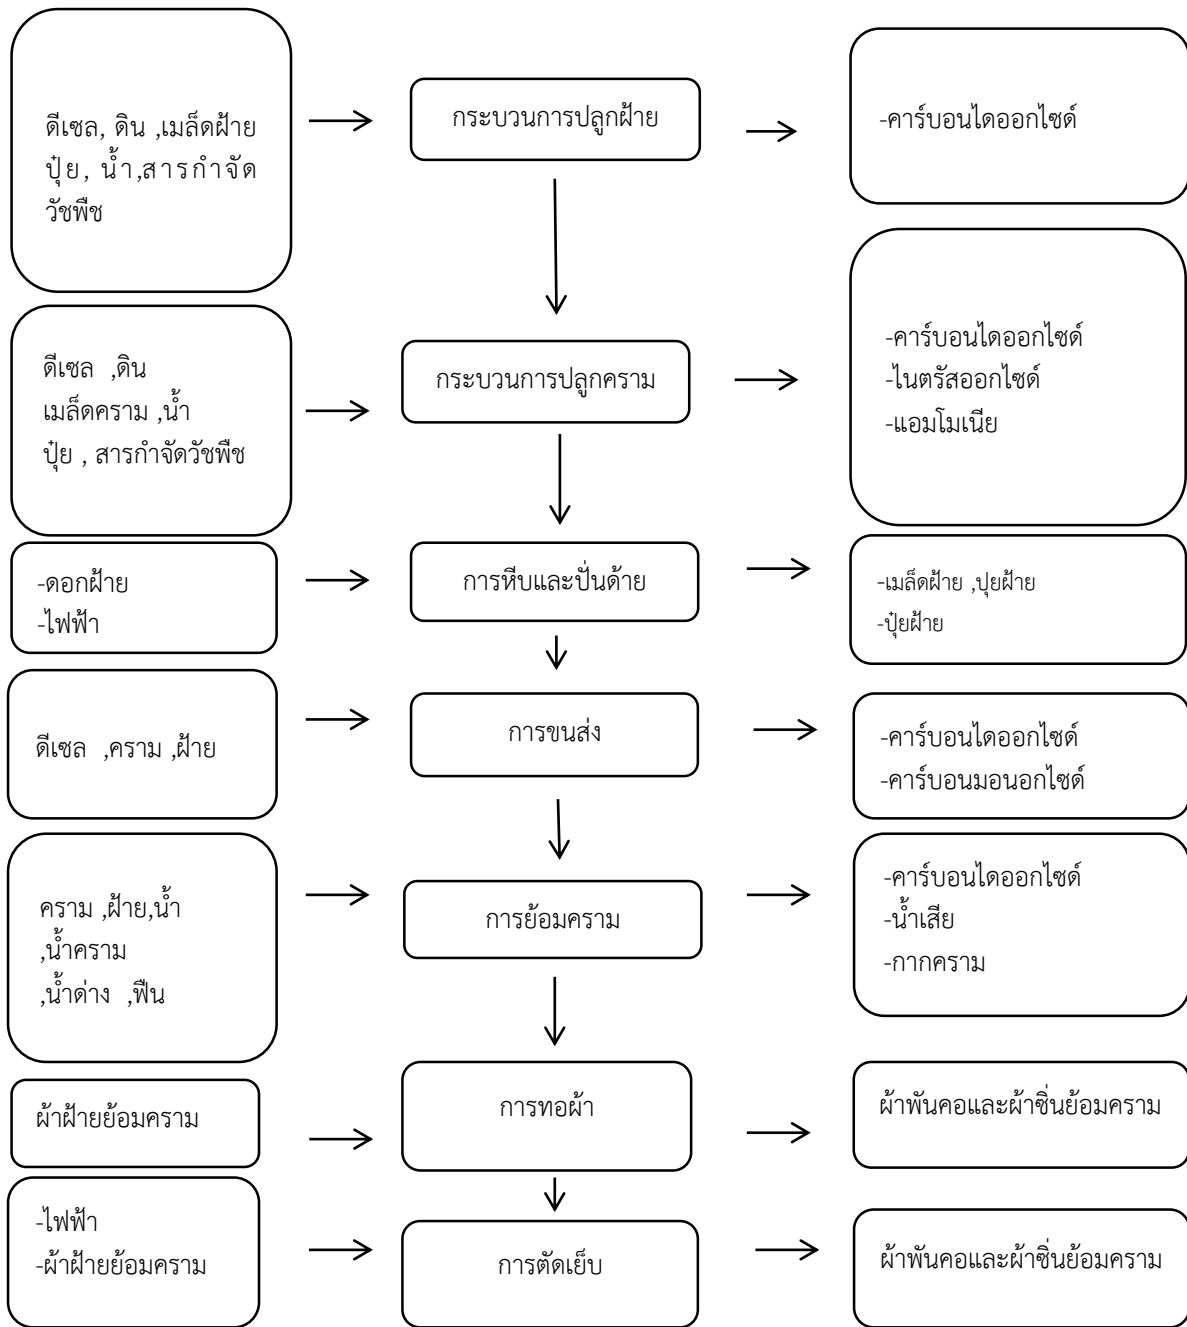 ดีเซล, ดิน ,เมล็ดฝ้าย
ปุ๋ย, น้ำ,สารกำจัด
วัชพืช
กระบวนการปลูกฝ้าย
-คาร์บอนไดออกไซด์
ดีเซล ,ดิน
เมล็ดคราม ,น้ำ
ปุ๋ย , สารกำจัดวัชพืช
กระบวนการปลูกคราม
-คาร์บอนไดออกไซด์
-ไนตรัสออกไซด์
-แอมโมเนีย
-ดอกฝ้าย
-ไฟฟ้า
การหีบและปั่นด้าย
-เมล็ดฝ้าย ,ปุยฝ้าย
-ปุ๋ยฝ้าย
ดีเซล ,คราม ,ฝ้าย
การขนส่ง
-คาร์บอนไดออกไซด์
-คาร์บอนมอนอกไซด์
คราม ,ฝ้าย,น้ำ
,น้ำคราม
,น้ำด่าง ,ฟืน
การย้อมคราม
-คาร์บอนไดออกไซด์
-น้ำเสีย
-กากคราม
ผ้าฝ้ายย้อมคราม
การทอผ้า
ผ้าพันคอและผ้าซิ่นย้อมคราม
-ไฟฟ้า
-ผ้าฝ้ายย้อมคราม
การตัดเย็บ
ผ้าพันคอและผ้าซิ่นย้อมคราม